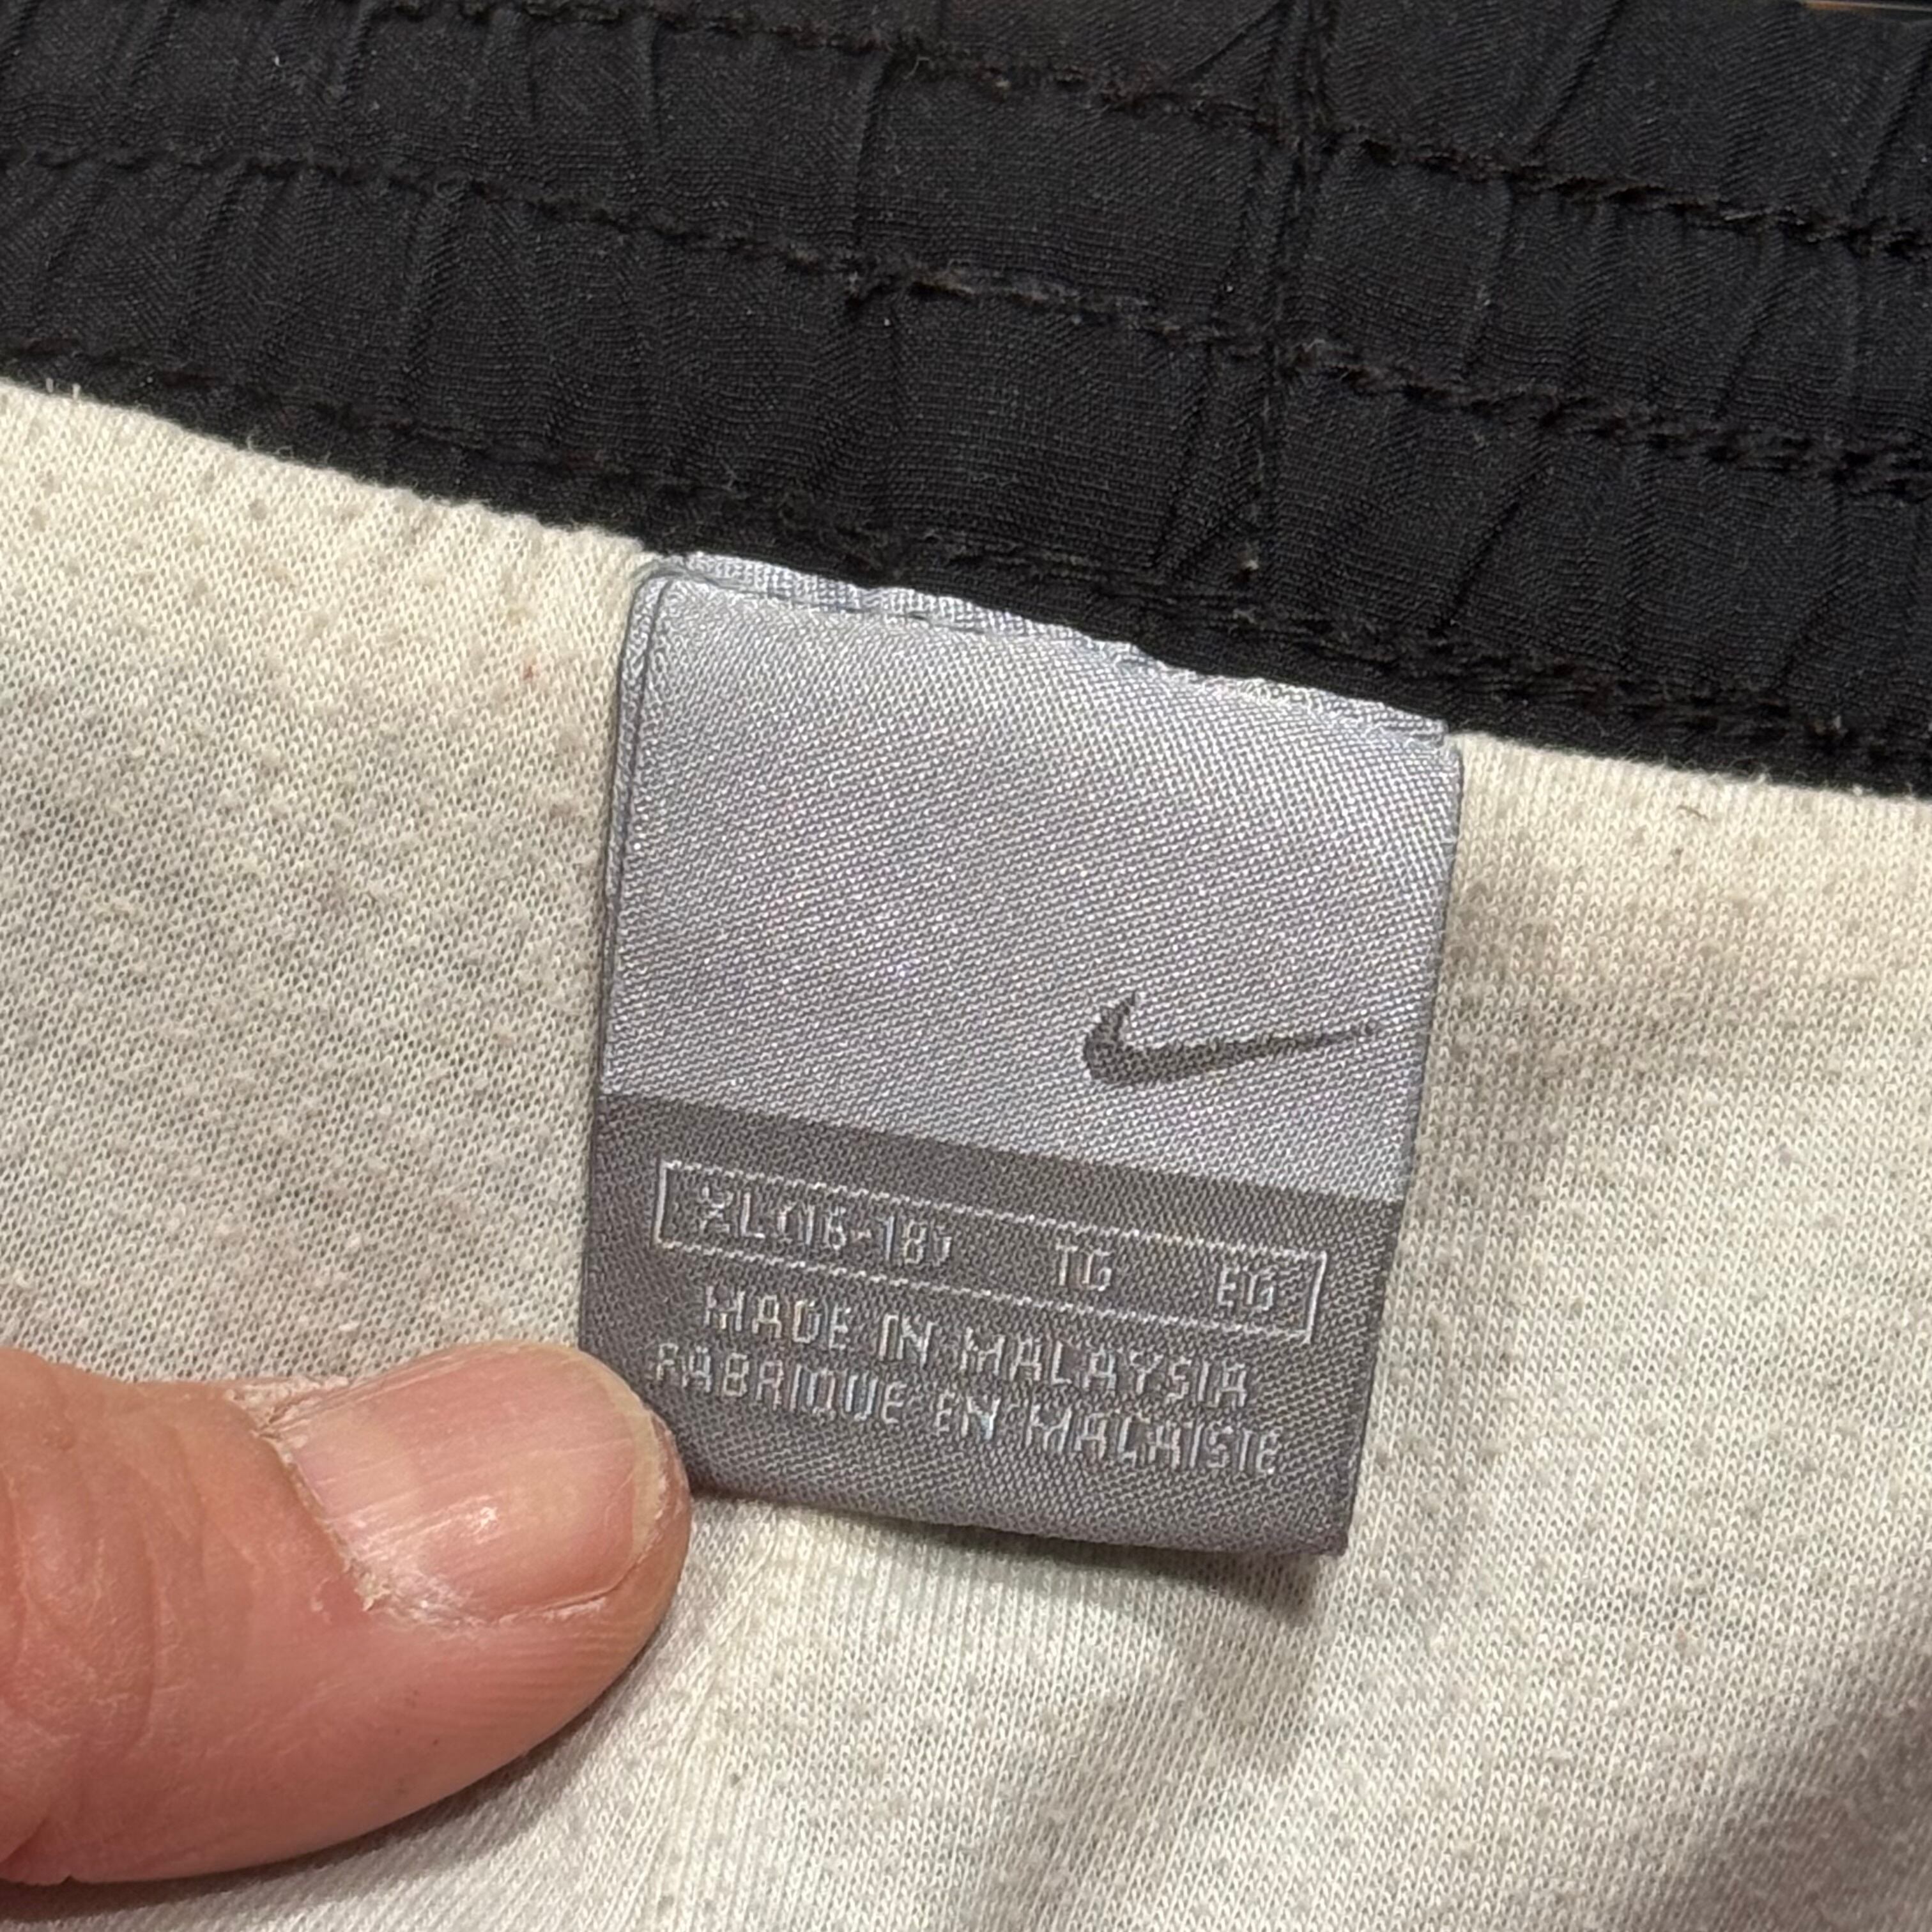 XL(16-18) TG EG
MADE IN MALAYSIA
FABRIQUE EN MALAISIE